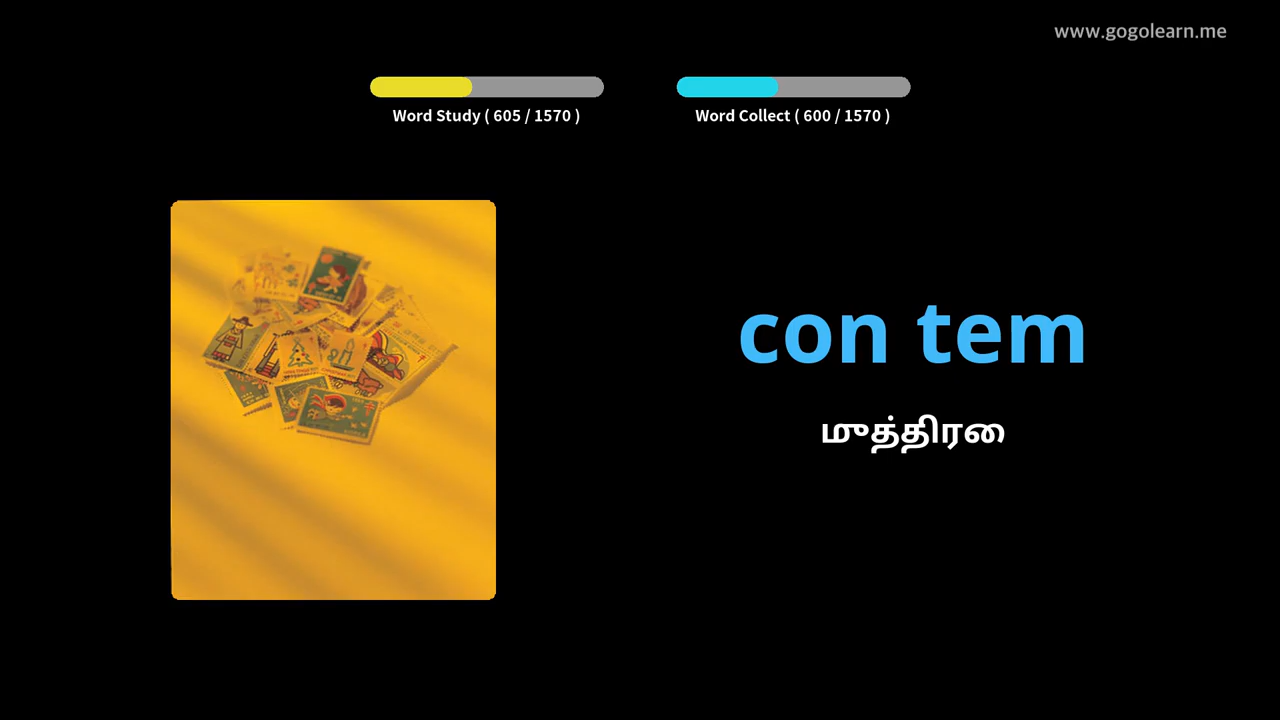 www.gogolearn.me
Word Study ( 605 / 1570 )
Word Collect ( 600 / 1570 )
con tem
முத்திரை